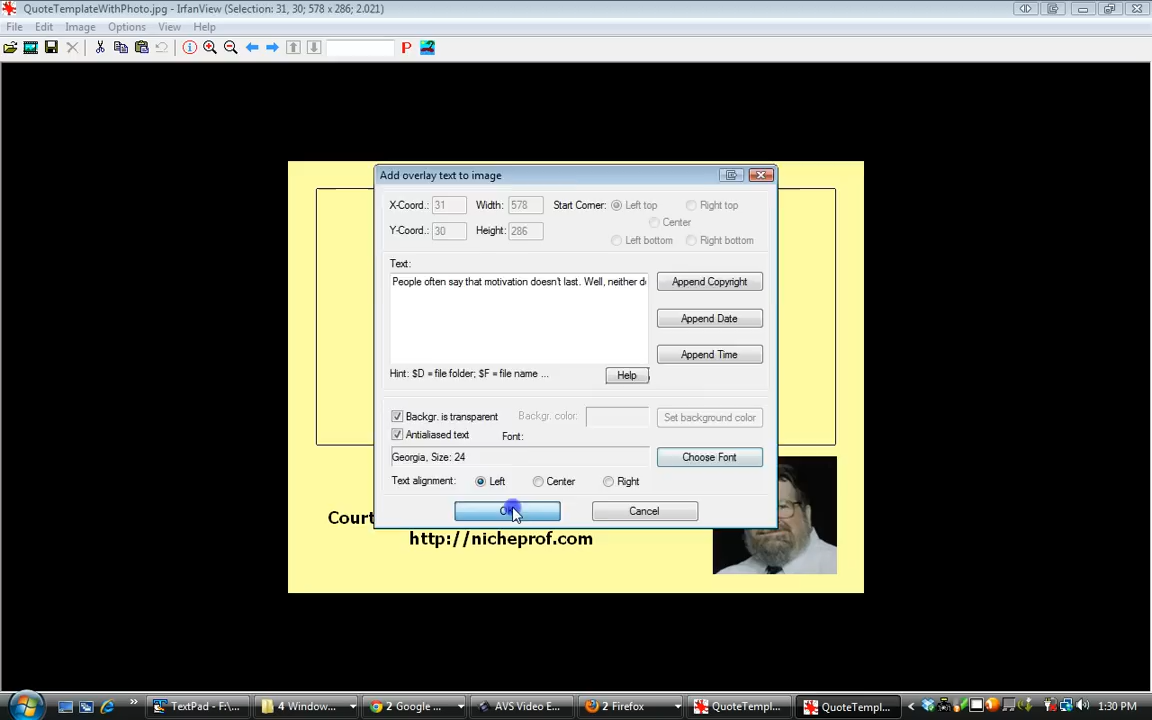 QuoteTemplateWithPhoto.jpg - IrfanView (Selection: 31, 30; 578 x 286; 2.021)
File Edit Image Options View Help
P
Add overlay text to image
X-Coord.: 31 Width: 578 Start Corner: Left top Right top
Center
Y-Coord.: 30 Height: 286 Left bottom Right bottom
Text:
People often say that motivation doesn't last. Well, neither
Append Copyright
Append Date
Append Time
Hint: $D = file folder; $F = file name ... Help
Backgr. is transparent Backgr. color: Set background color
Antialiased text Font:
Georgia, Size: 24 Choose Font
Text alignment: Left Center Right
Cancel
Court
http://nicheprof.com
TextPad - F:\... 4 Window... 2 Google ... AVS Video E... 2 Firefox QuoteTempl... QuoteTempl... 1:30 PM